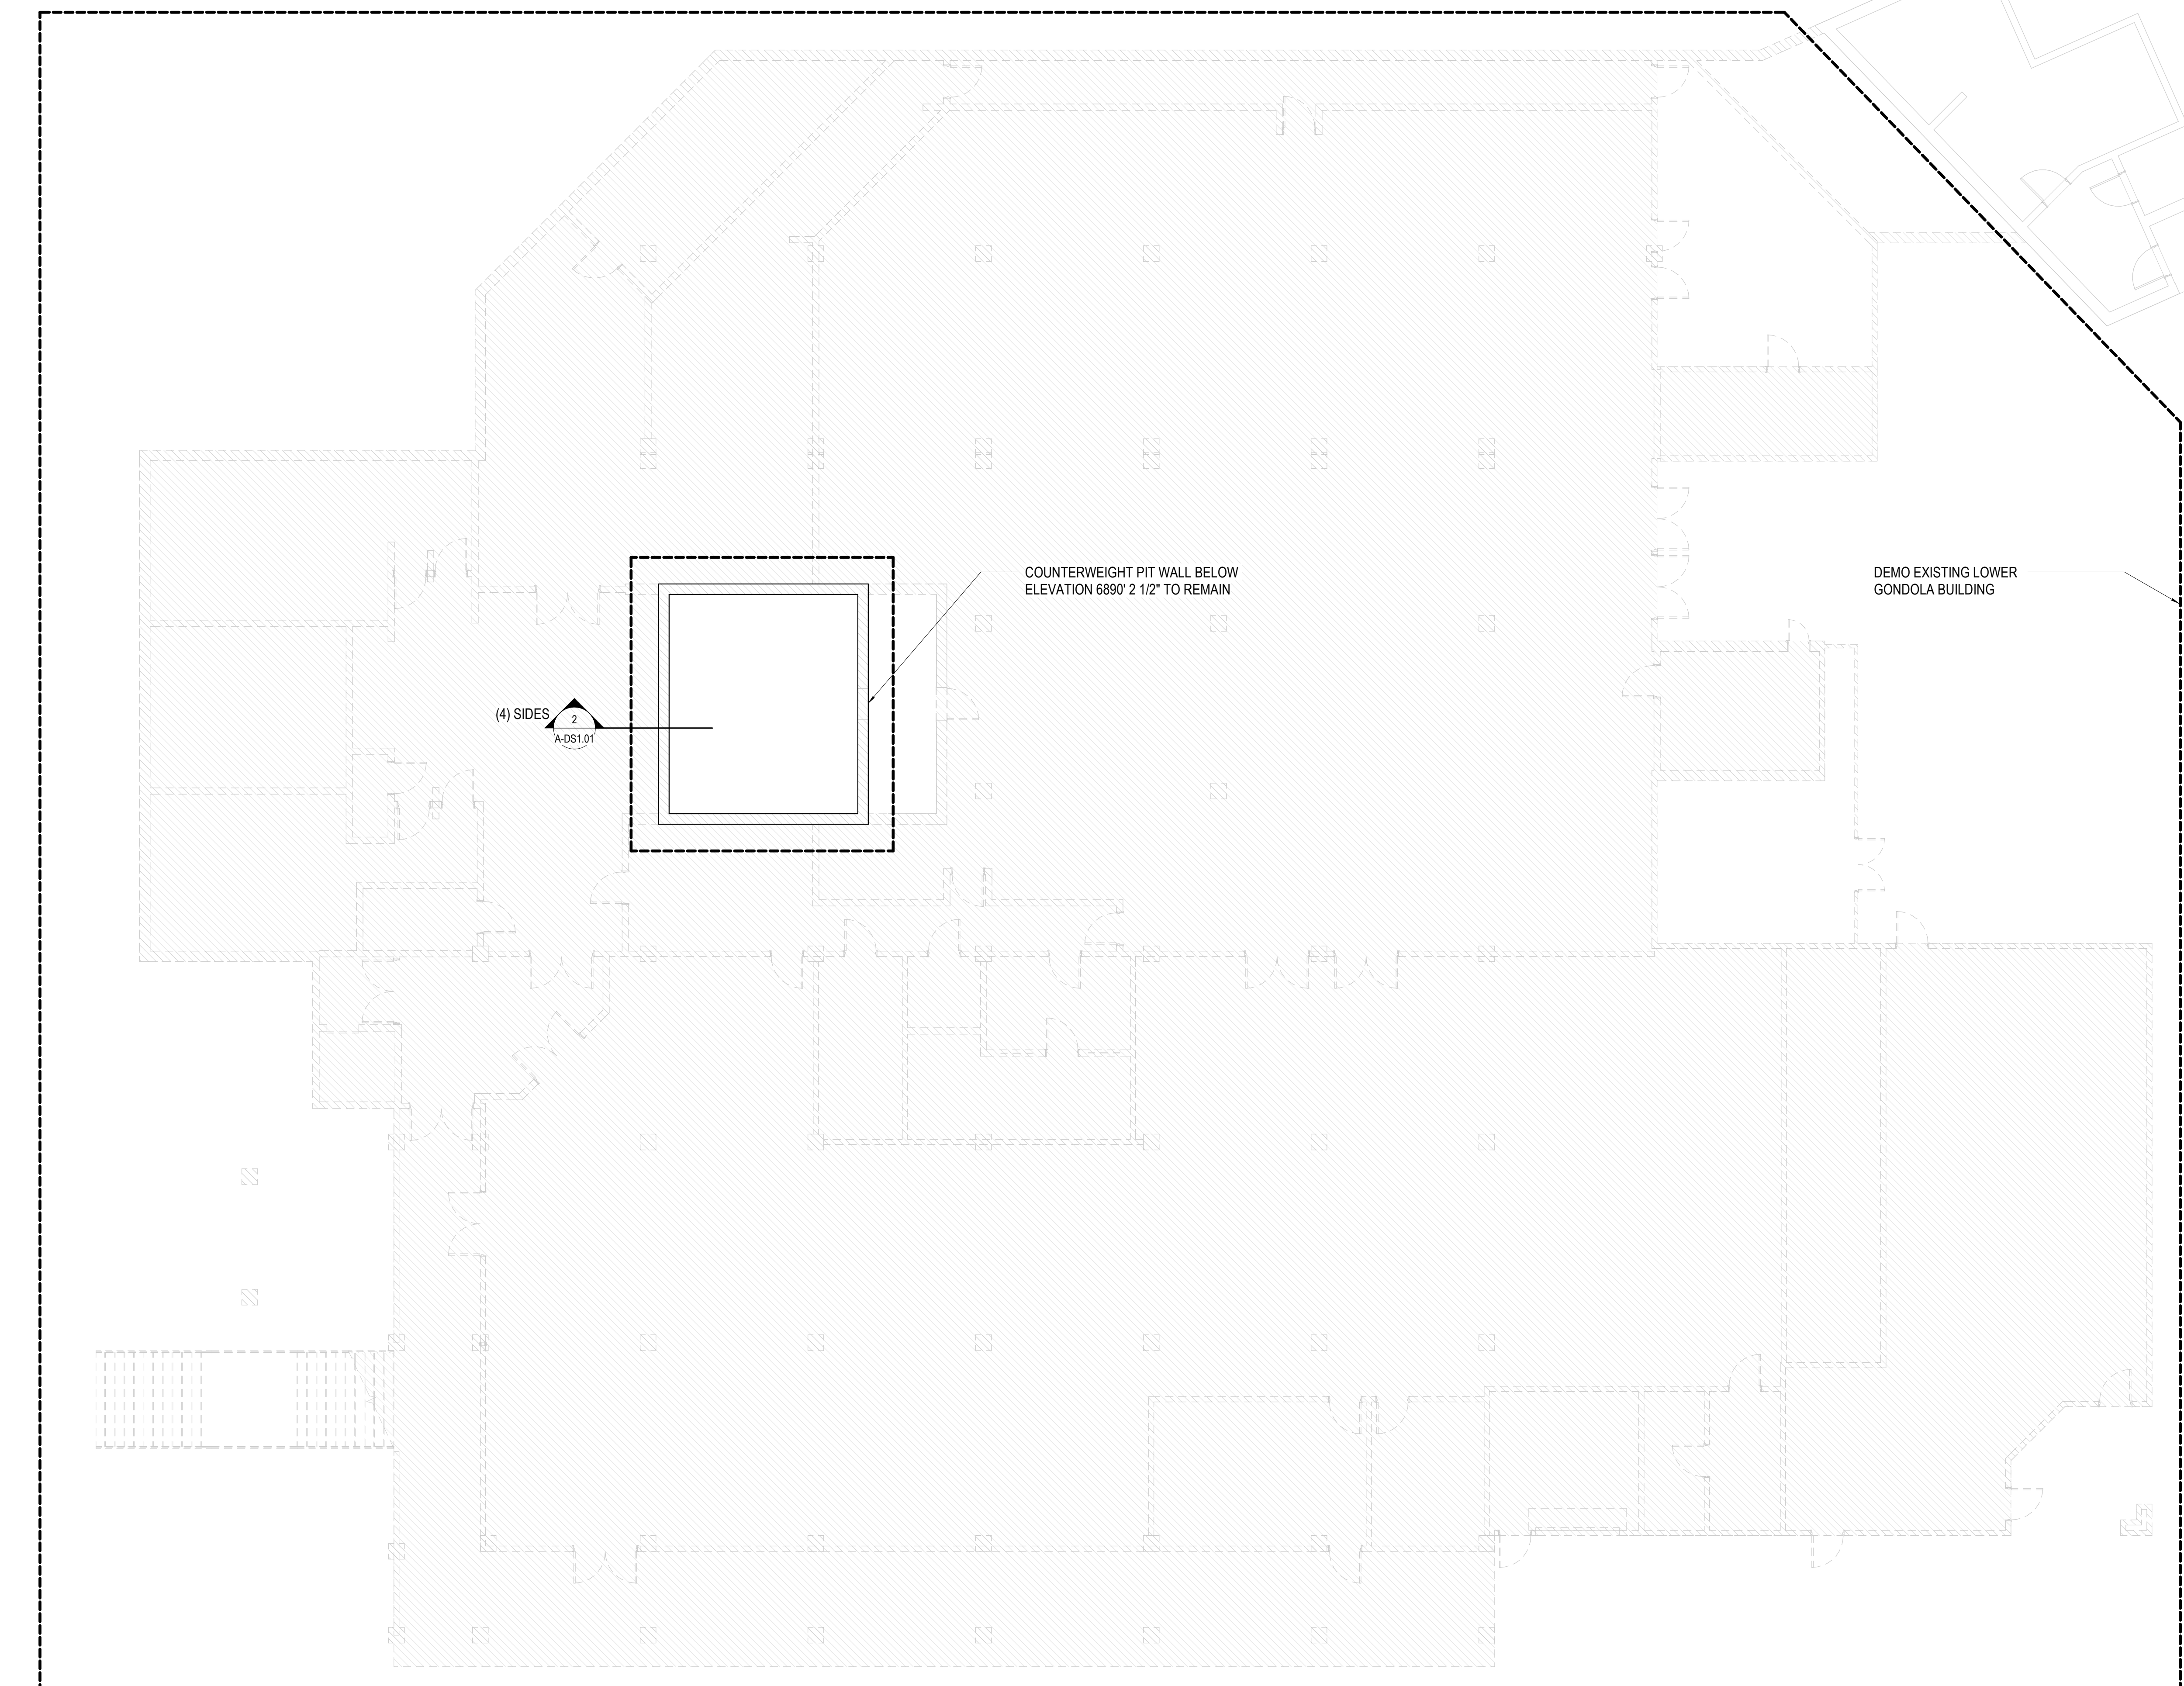 COUNTERWEIGHT PIT WALL BELOW
ELEVATION 6890' 2 1/2" TO REMAIN
DEMO EXISTING LOWER
GONDOLA BUILDING
(4) SIDES
2
A-DS1.01